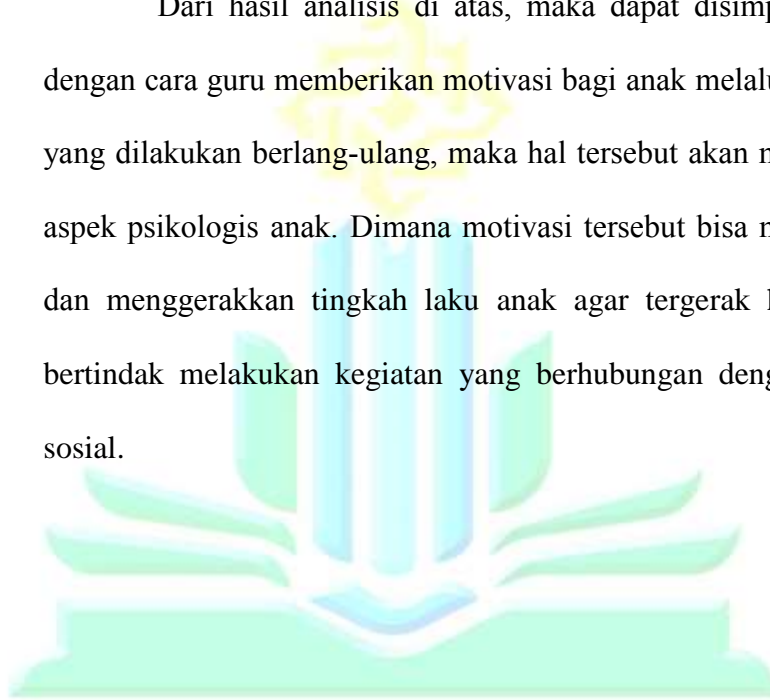 Dari hasil analisis di atas, maka dapat disimp
dengan cara guru memberikan motivasi bagi anak melalu
yang dilakukan berlang-ulang, maka hal tersebut akan
aspek psikologis anak. Dimana motivasi tersebut bisa
dan menggerakkan tingkah laku anak agar tergerak
bertindak melakukan kegiatan yang berhubungan deng
sosial.